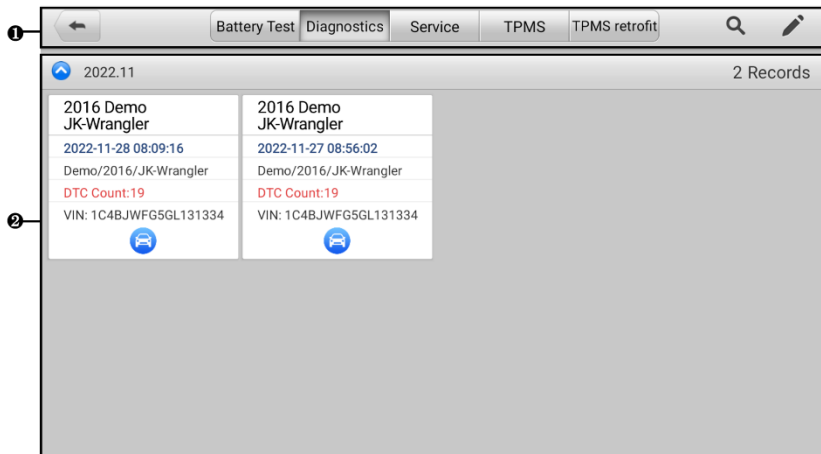 ❶
Battery Test Diagnostics Service TPMS TPMS retrofit
2022.11 2 Records
2016 Demo
JK-Wrangler
2022-11-28 08:09:16
Demo/2016/JK-Wrangler
DTC Count:19
VIN: 1C4BJWFG5GL131334
2016 Demo
JK-Wrangler
2022-11-27 08:56:02
Demo/2016/JK-Wrangler
DTC Count:19
VIN: 1C4BJWFG5GL131334
❷